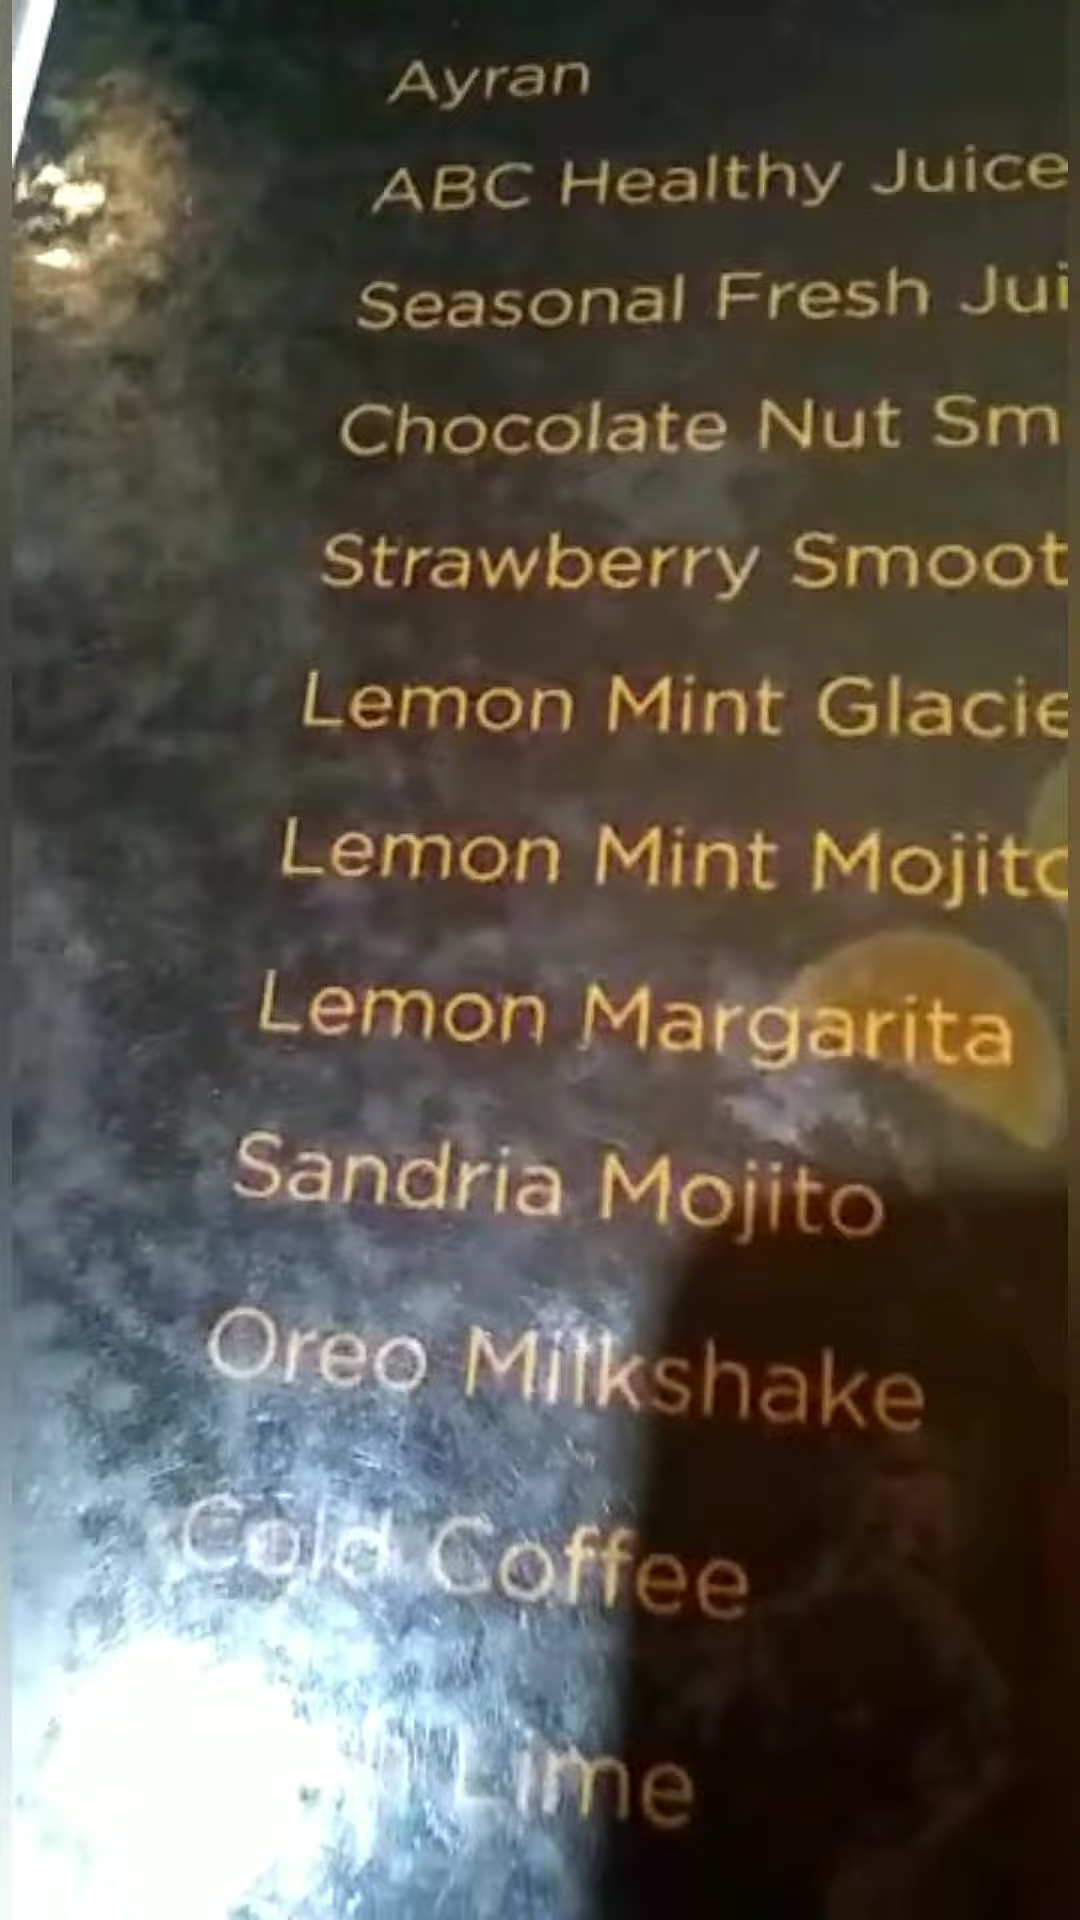 Ayran
ABC Healthy Juice
Seasonal Fresh Jui
Chocolate Nut Sm
Strawberry Smoot
Lemon Mint Glacie
Lemon Mint Mojito
Lemon Margarita
Sandria Mojito
Oreo Milkshake
Cold Coffee
Lime